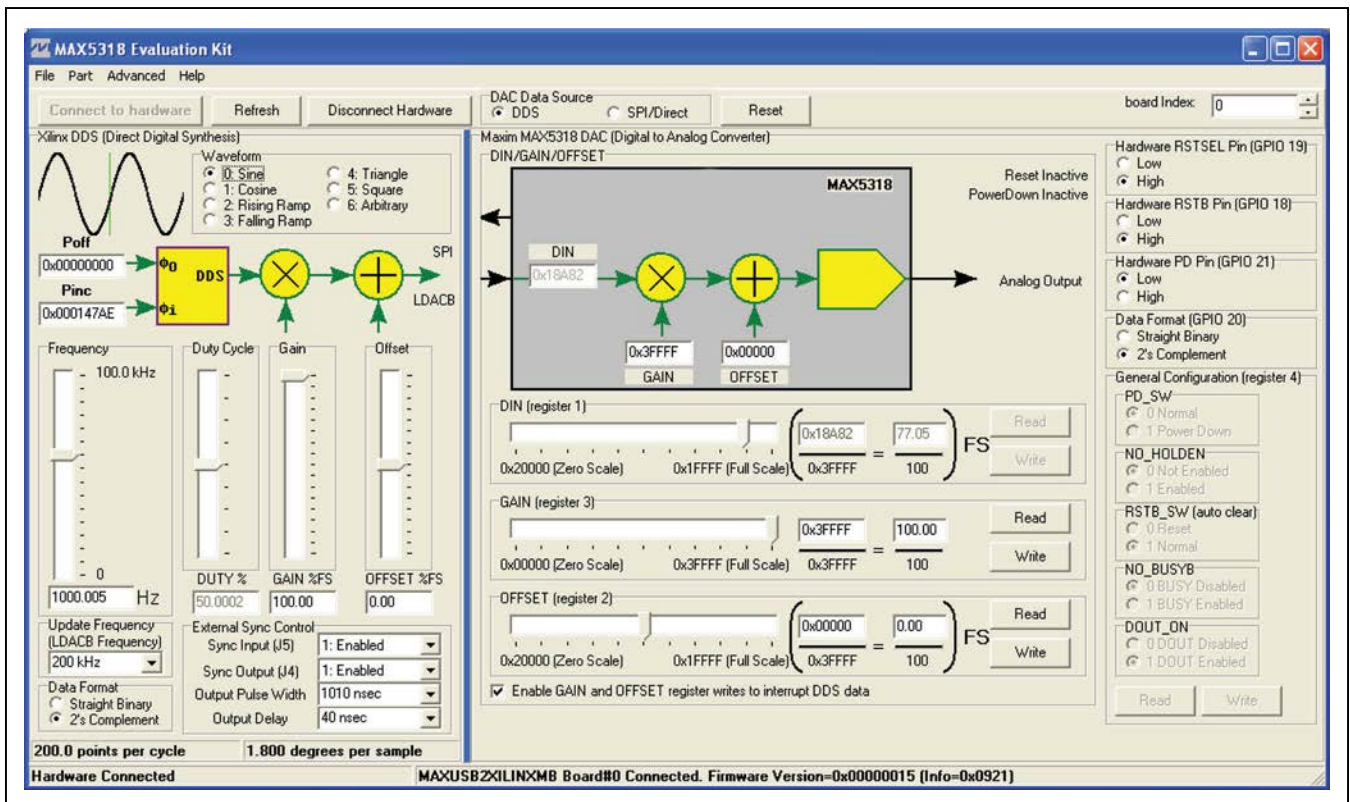 MAX5318 Evaluation Kit
File Part Advanced Help
Connect to hardware
Refresh
Disconnect Hardware
DAC Data Source
DDS
SPI/Direct
Reset
board Index:
0
Xilinx DDS (Direct Digital Synthesis)
Waveform
0: Sine
1: Cosine
2: Rising Ramp
3: Falling Ramp
4: Triangle
5: Square
6: Arbitrary
Poff
0x00000000
Pinc
0x000147AE
Φ0
Φi
DDS
SPI
LDACB
Frequency
100.0 kHz
0
1000.005 Hz
Duty Cycle
DUTY %
50.0002
Gain
GAIN %FS
100.00
Offset
OFFSET %FS
0.00
Update Frequency
(LDACB Frequency)
200 kHz
Data Format
Straight Binary
2's Complement
External Sync Control
Sync Input (J5) 1: Enabled
Sync Output (J4) 1: Enabled
Output Pulse Width 1010 nsec
Output Delay 40 nsec
200.0 points per cycle
1.800 degrees per sample
Maxim MAX5318 DAC (Digital to Analog Converter)
DIN/GAIN/OFFSET
MAX5318
DIN
0x18A82
0x3FFFF
GAIN
0x00000
OFFSET
Reset Inactive
PowerDown Inactive
Analog Output
DIN (register 1)
0x20000 (Zero Scale)
0x1FFFF (Full Scale)
0x18A82
0x3FFFF
=
77.05
100
FS
Read
Write
GAIN (register 3)
0x00000 (Zero Scale)
0x3FFFF (Full Scale)
0x3FFFF
0x3FFFF
=
100.00
100
Read
Write
OFFSET (register 2)
0x20000 (Zero Scale)
0x1FFFF (Full Scale)
0x00000
0x3FFFF
=
0.00
100
FS
Read
Write
Enable GAIN and OFFSET register writes to interrupt DDS data
Hardware RSTSEL Pin (GPIO 19)
Low
High
Hardware RSTB Pin (GPIO 18)
Low
High
Hardware PD Pin (GPIO 21)
Low
High
Data Format (GPIO 20)
Straight Binary
2's Complement
General Configuration (register 4)
PD_SW
0 Normal
1 Power Down
NO_HOLDEN
0 Not Enabled
1 Enabled
RSTB_SW (auto clear)
0 Reset
1 Normal
NO_BUSYB
0 BUSY Disabled
1 BUSY Enabled
DOUT_ON
0 DOUT Disabled
1 DOUT Enabled
Read
Write
Hardware Connected
MAXUSB2XILINXMB Board#0 Connected. Firmware Version=0x00000015 (Info=0x0921)